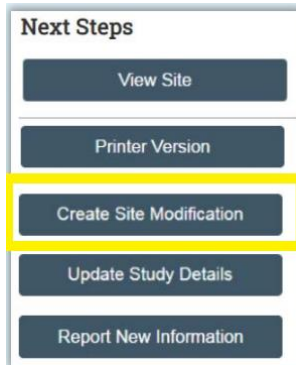 Next Steps
View Site
Printer Version
Create Site Modification
Update Study Details
Report New Information